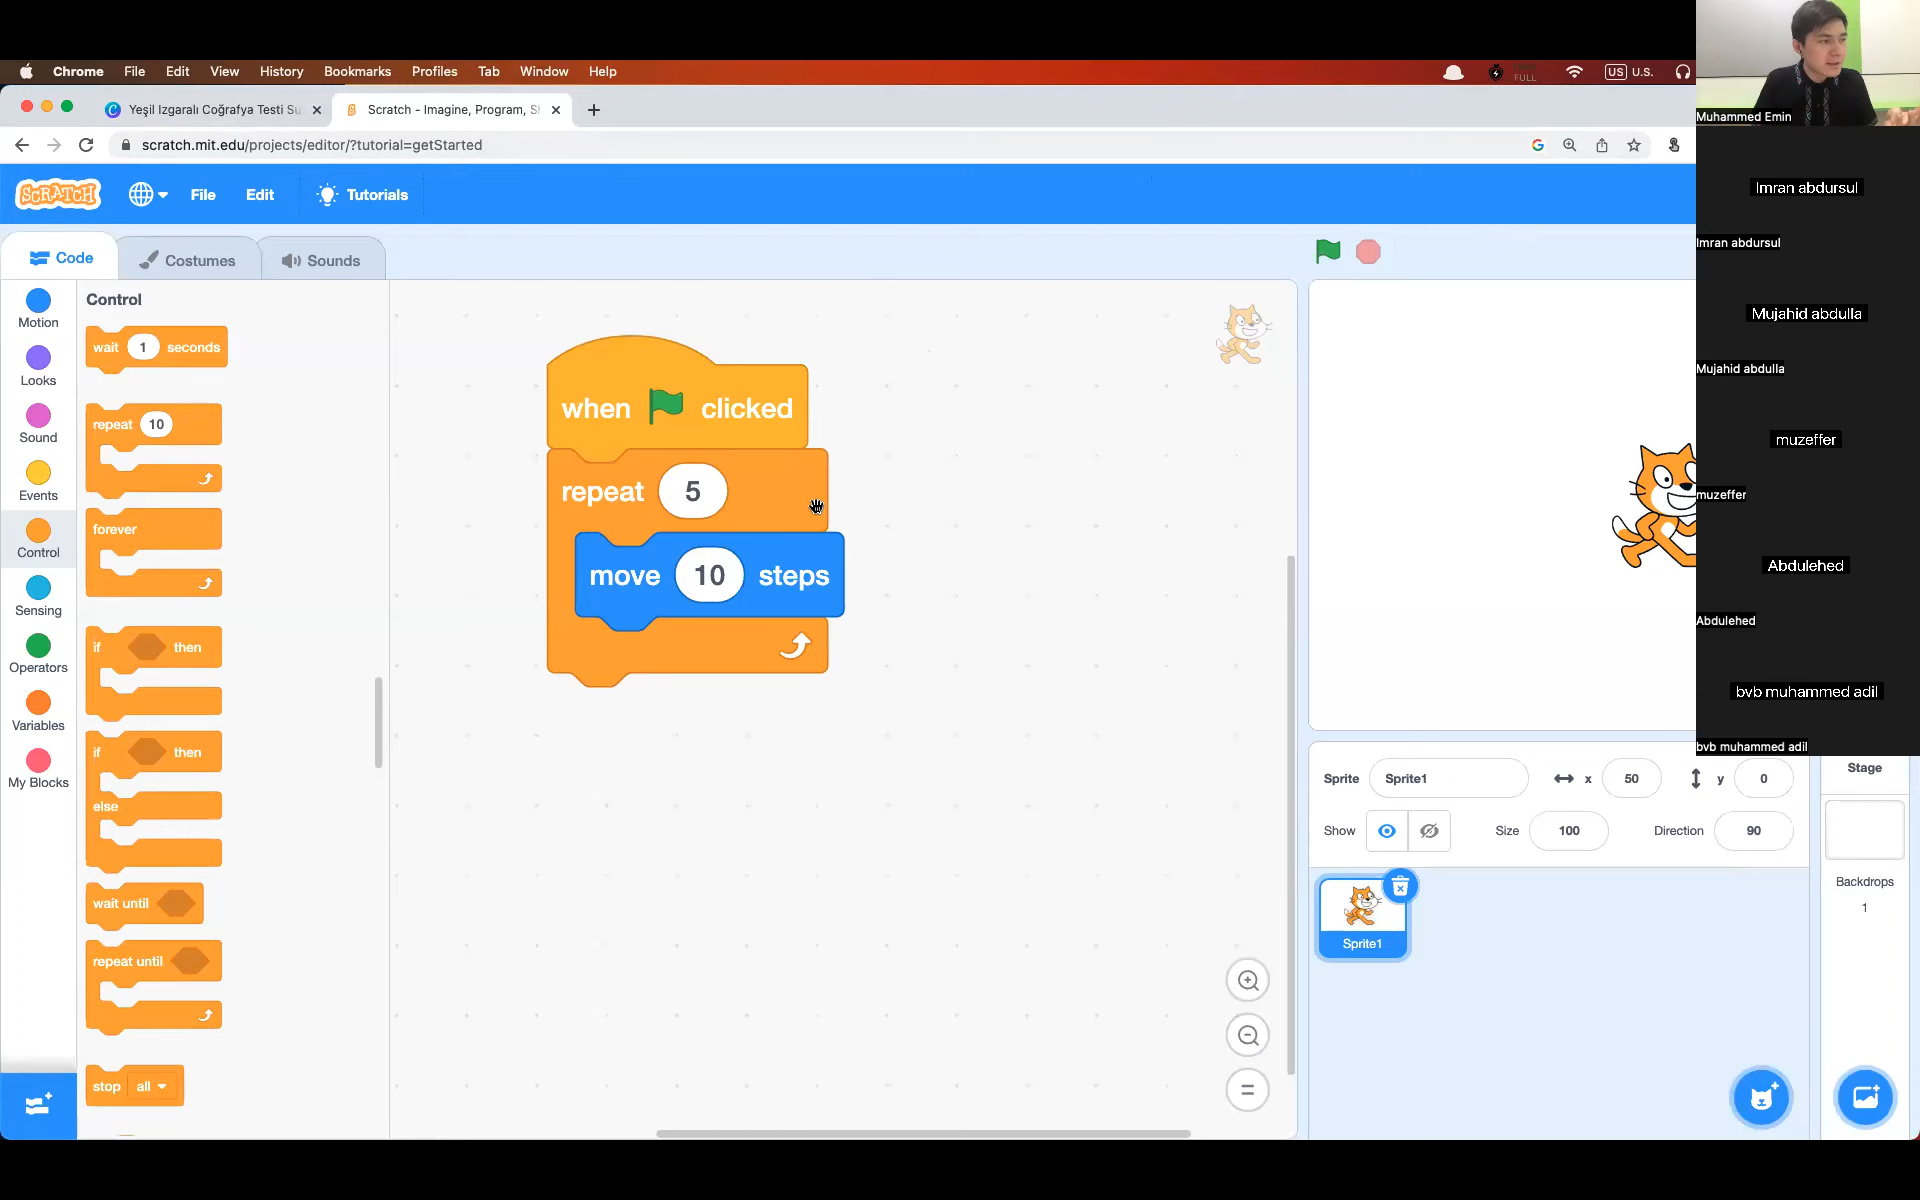 Chrome File Edit View History Bookmarks Profiles Tab Window Help
FULL
US U.S.
Yeşil Izgaralı Coğrafya Testi Su
Scratch - Imagine, Program, S
scratch.mit.edu/projects/editor/?tutorial=getStarted
SCRATCH File Edit Tutorials
Code Costumes Sounds
Motion
Looks
Sound
Events
Control
Sensing
Operators
Variables
My Blocks
Control
wait 1 seconds
repeat 10
forever
if then
if then
else
wait until
repeat until
stop all
when clicked
repeat 5
move 10 steps
Sprite Sprite1 x 50 y 0
Show Size 100 Direction 90
Sprite1
Stage
Backdrops
1
Muhammed Emin
Imran abdursul
Imran abdursul
Mujahid abdulla
Mujahid abdulla
muzeffer
muzeffer
Abdulehed
Abdulehed
bvb muhammed adil
bvb muhammed adil